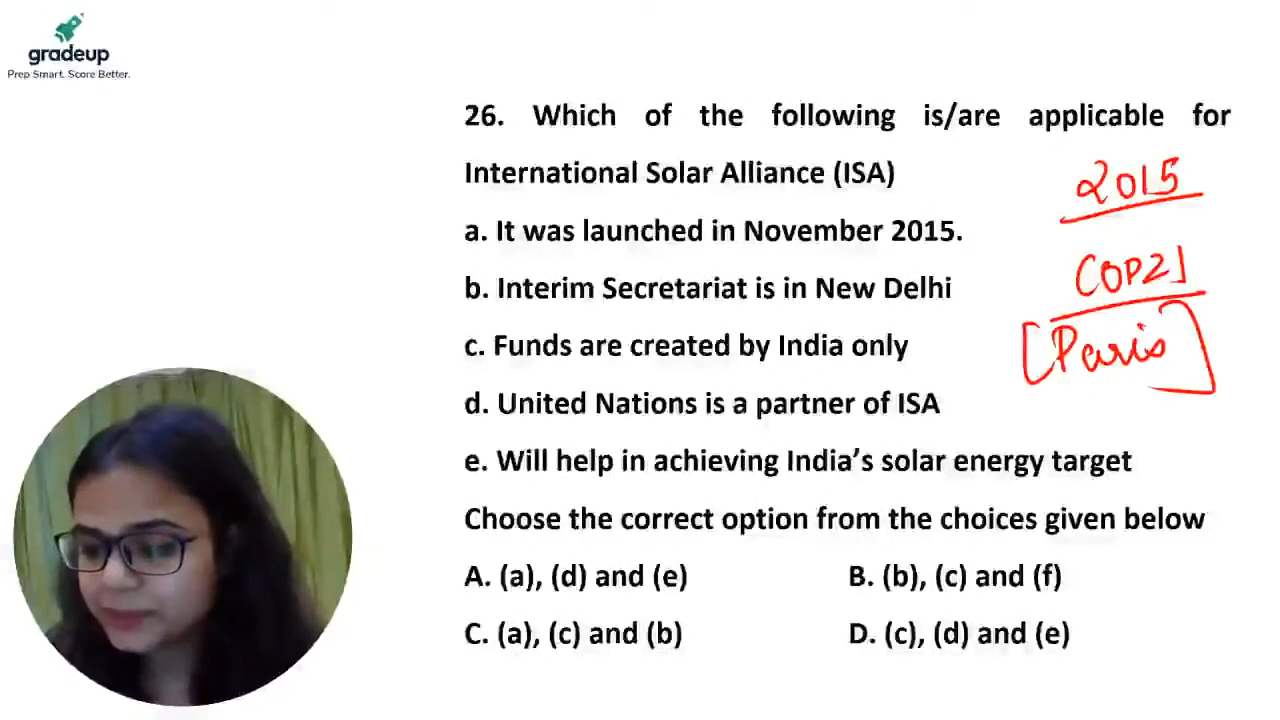 gradeup
Prep Smart. Score Better.
26. Which of the following is/are applicable for
International Solar Alliance (ISA)
2015
a. It was launched in November 2015.
COP21
b. Interim Secretariat is in New Delhi
c. Funds are created by India only
[Paris]
d. United Nations is a partner of ISA
e. Will help in achieving India’s solar energy target
Choose the correct option from the choices given below
A. (a), (d) and (e) B. (b), (c) and (f)
C. (a), (c) and (b) D. (c), (d) and (e)